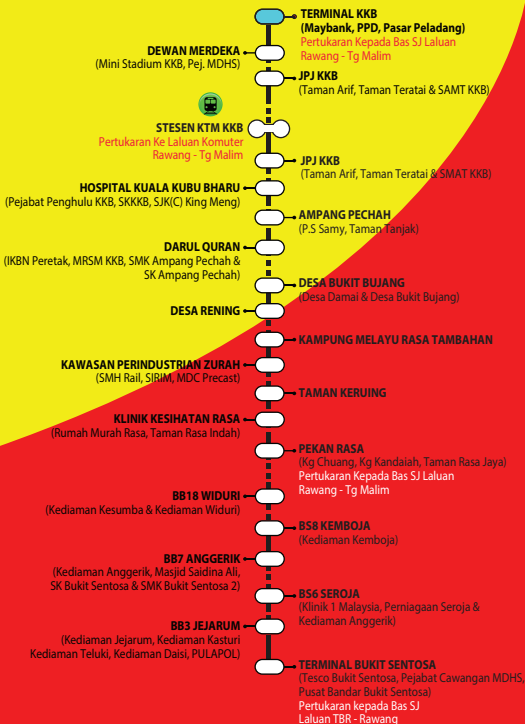 TERMINAL KKB
(Maybank, PPD, Pasar Peladang)
Pertukaran Kepada Bas SJ Laluan
Rawang - Tg Malim
DEWAN MERDEKA
(Mini Stadium KKB, Pej. MDHS)
JPJ KKB
(Taman Arif, Taman Teratai & SAMT KKB)
STESEN KTM KKB
Pertukaran Ke Laluan Komuter
Rawang - Tg Malim
JPJ KKB
(Taman Arif, Taman Teratai & SMAT KKB)
HOSPITAL KUALA KUBU BHARU
(Pejabat Penghulu KKB, SKKKB, SJK(C) King Meng)
AMPANG PECHAH
(P.S Samy, Taman Tanjak)
DARUL QURAN
(IKBN Peretak, MRSM KKB, SMK Ampang Pechah &
SK Ampang Pechah)
DESA BUKIT BUJANG
(Desa Damai & Desa Bukit Bujang)
DESA RENING
KAMPUNG MELAYU RASA TAMBAHAN
KAWASAN PERINDUSTRIAN ZURAH
(SMH Rail, SIRIM, MDC Precast)
TAMAN KERUING
KLINIK KESIHATAN RASA
(Rumah Murah Rasa, Taman Rasa Indah)
PEKAN RASA
(Kg Chuang, Kg Kandaiah, Taman Rasa Jaya)
Pertukaran Kepada Bas SJ Laluan
Rawang - Tg Malim
BB18 WIDURI
(Kediaman Kesumba & Kediaman Widuri)
BS8 KEMBOJA
(Kediaman Kemboja)
BB7 ANGGERIK
(Kediaman Anggerik, Masjid Saidina Ali,
SK Bukit Sentosa & SMK Bukit Sentosa 2)
BS6 SEROJA
(Klinik 1 Malaysia, Perniagaan Seroja &
Kediaman Anggerik)
BB3 JEJARUM
(Kediaman Jejarum, Kediaman Kasturi
Kediaman Teluki, Kediaman Daisi, PULAPOL)
TERMINAL BUKIT SENTOSA
(Tesco Bukit Sentosa, Pejabat Cawangan MDHS,
Pusat Bandar Bukit Sentosa)
Pertukaran kepada Bas SJ
Laluan TBR - Rawang